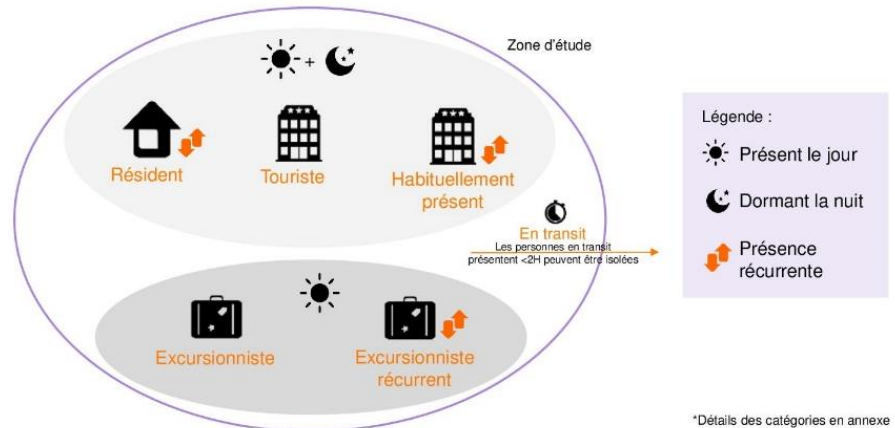 Zone d'étude
+
Résident
Touriste
Habituellement
présent
En transit
Les personnes en transit
présentent <2H peuvent être isolées
Excursionniste
Excursionniste
récurrent
Légende :
Présent le jour
Dormant la nuit
Présence
récurrente
*Détails des catégories en annexe